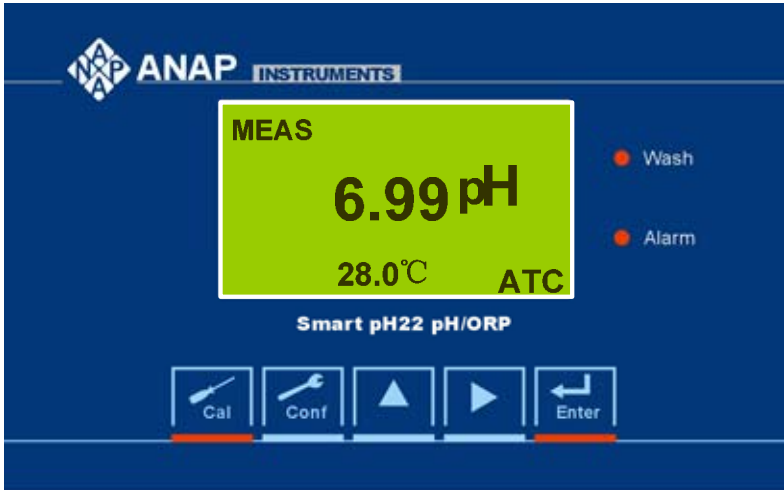 ANAP INSTRUMENTS
MEAS
6.99 pH
28.0℃ ATC
Wash
Alarm
Smart pH22 pH/ORP
Cal Conf Enter